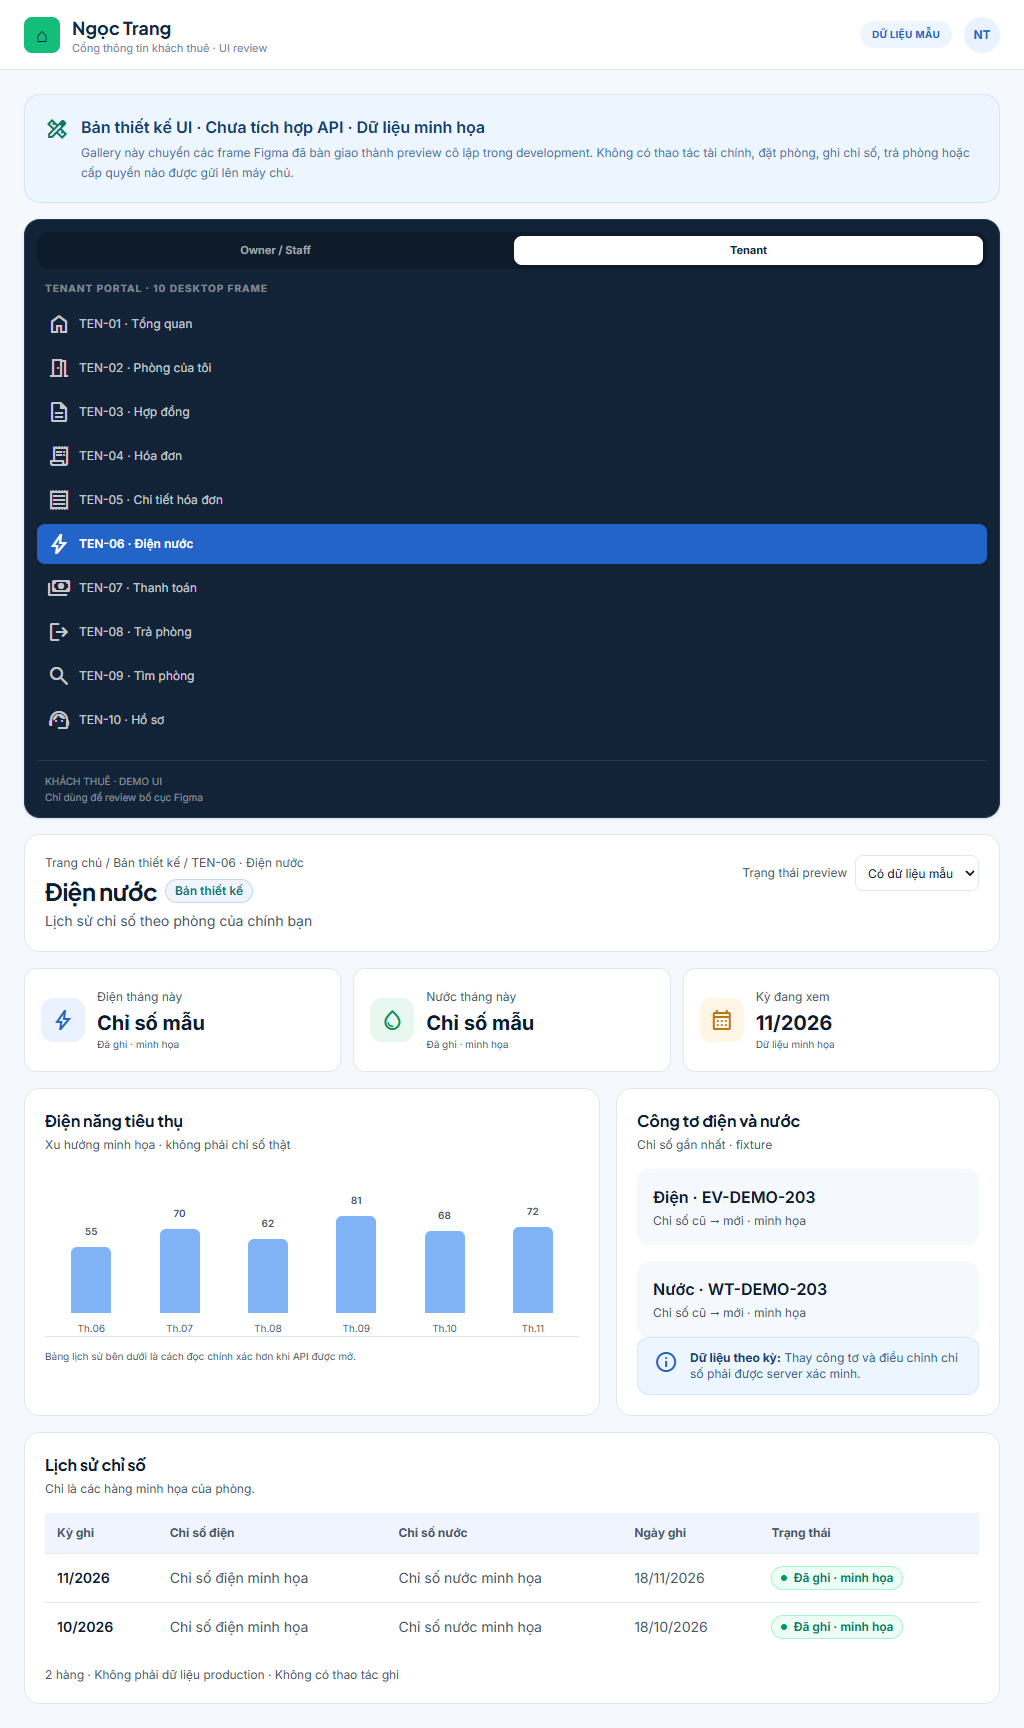 Ngọc Trang
Cổng thông tin khách thuê · UI review
DỮ LIỆU MẪU
NT
Bản thiết kế UI · Chưa tích hợp API · Dữ liệu minh họa
Gallery này chuyển các frame Figma đã bàn giao thành preview cô lập trong development. Không có thao tác tài chính, đặt phòng, ghi chỉ số, trả phòng hoặc
cấp quyền nào được gửi lên máy chủ.
Owner / Staff
Tenant
TENANT PORTAL · 10 DESKTOP FRAME
TEN-01 · Tổng quan
TEN-02 · Phòng của tôi
TEN-03 · Hợp đồng
TEN-04 · Hóa đơn
TEN-05 · Chi tiết hóa đơn
TEN-06 · Điện nước
TEN-07 · Thanh toán
TEN-08 · Trả phòng
TEN-09 · Tìm phòng
TEN-10 · Hồ sơ
KHÁCH THUÊ · DEMO UI
Chỉ dùng để review bố cục Figma
Trang chủ / Bản thiết kế / TEN-06 · Điện nước
Điện nước
Bản thiết kế
Lịch sử chỉ số theo phòng của chính bạn
Trạng thái preview
Có dữ liệu mẫu
Điện tháng này
Chỉ số mẫu
Đã ghi · minh họa
Nước tháng này
Chỉ số mẫu
Đã ghi · minh họa
Kỳ đang xem
11/2026
Dữ liệu minh họa
Điện năng tiêu thụ
Xu hướng minh họa · không phải chỉ số thật
55
70
62
81
68
72
Th.06
Th.07
Th.08
Th.09
Th.10
Th.11
Bảng lịch sử bên dưới là cách đọc chính xác hơn khi API được mở.
Công tơ điện và nước
Chỉ số gần nhất · fixture
Điện · EV-DEMO-203
Chỉ số cũ → mới · minh họa
Nước · WT-DEMO-203
Chỉ số cũ → mới · minh họa
Dữ liệu theo kỳ: Thay công tơ và điều chỉnh chỉ
số phải được server xác minh.
Lịch sử chỉ số
Chỉ là các hàng minh họa của phòng.
Kỳ ghi
Chỉ số điện
Chỉ số nước
Ngày ghi
Trạng thái
11/2026
Chỉ số điện minh họa
Chỉ số nước minh họa
18/11/2026
Đã ghi · minh họa
10/2026
Chỉ số điện minh họa
Chỉ số nước minh họa
18/10/2026
Đã ghi · minh họa
2 hàng · Không phải dữ liệu production · Không có thao tác ghi